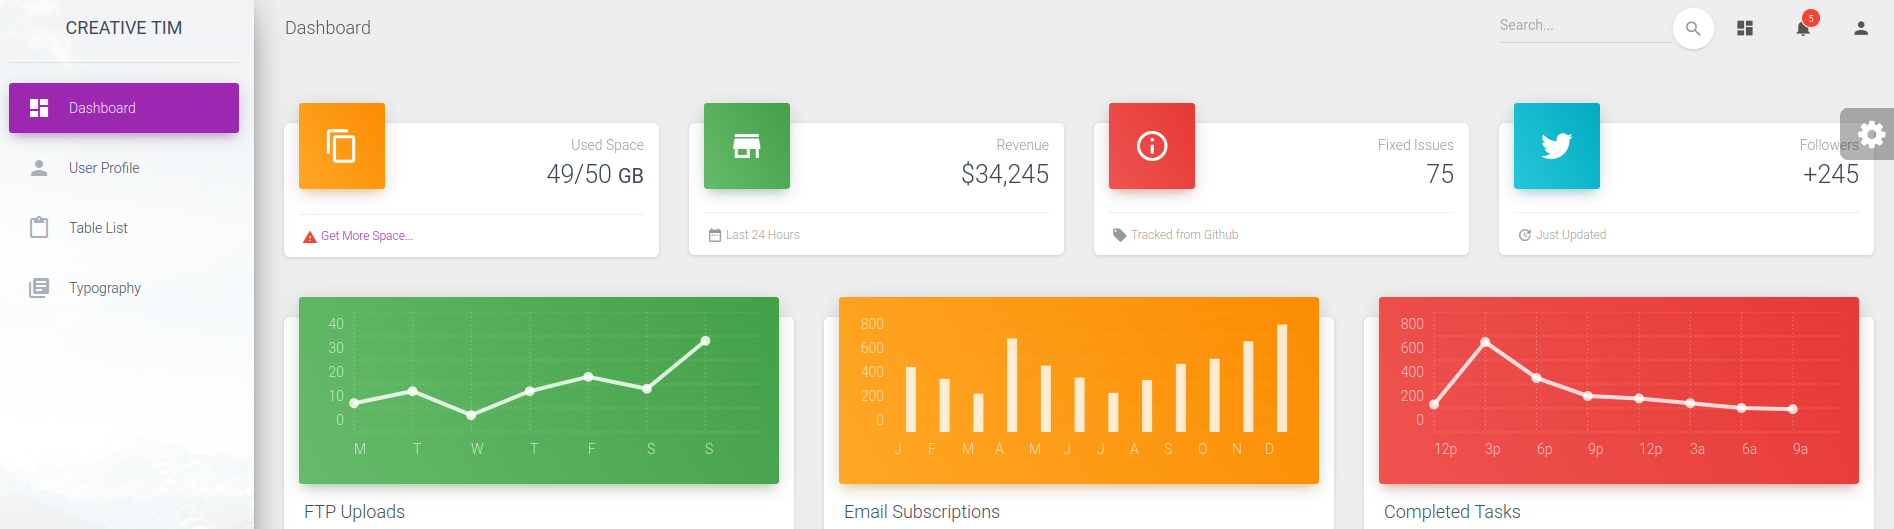 CREATIVE TIM
Dashboard
User Profile
Table List
Typography
Dashboard
Search...
5
Used Space
49/50 GB
Get More Space...
Revenue
$34,245
Last 24 Hours
Fixed Issues
75
Tracked from Github
Followers
+245
Just Updated
40
30
20
10
0
M T W T F S S
FTP Uploads
800
600
400
200
0
J F M A M J J A S O N D
Email Subscriptions
800
600
400
200
0
12p 3p 6p 9p 12p 3a 6a 9a
Completed Tasks